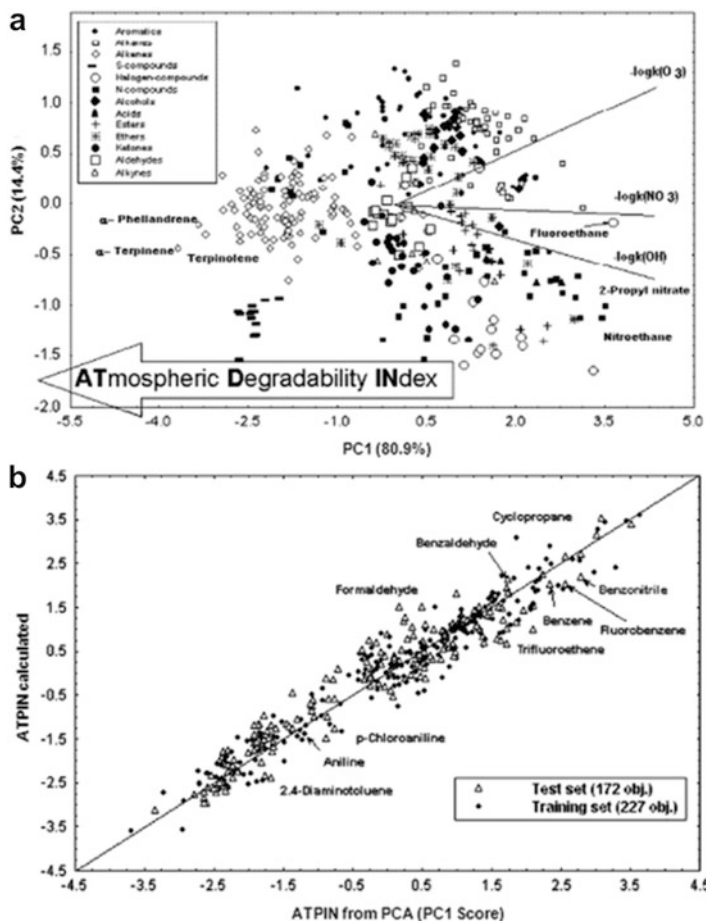 a
1.5
1.0
0.5
0.0
-0.5
-1.0
-1.5
-2.0
PC2 (14.4%)
Aromatics
Alkanes
Alkenes
S-compounds
Halogen-compounds
N-compounds
Alcohols
Acids
Esters
Ethers
Ketones
Aldehydes
Alkynes
-logk(O 3)
-logk(NO 3)
Fluoroethane
-logk(OH)
2-Propyl nitrate
Nitroethane
α- Phellandrene
α- Terpinene
Terpinolene
ATmospheric Degradability INdex
-5.5 -4.0 -2.5 -1.0 0.5 2.0 3.5 5.0
PC1 (80.9%)
b
4.5
3.5
2.5
1.5
0.5
-0.5
-1.5
-2.5
-3.5
-4.5
ATPIN calculated
Cyclopropane
Benzaldehyde
Formaldehyde
Benzonitrile
Benzene
Fluorobenzene
Trifluoroethene
p-Chloroaniline
Aniline
2.4-Diaminotoluene
Test set (172 obj.)
Training set (227 obj.)
-4.5 -3.5 -2.5 -1.5 -0.5 0.5 1.5 2.5 3.5 4.5
ATPIN from PCA (PC1 Score)